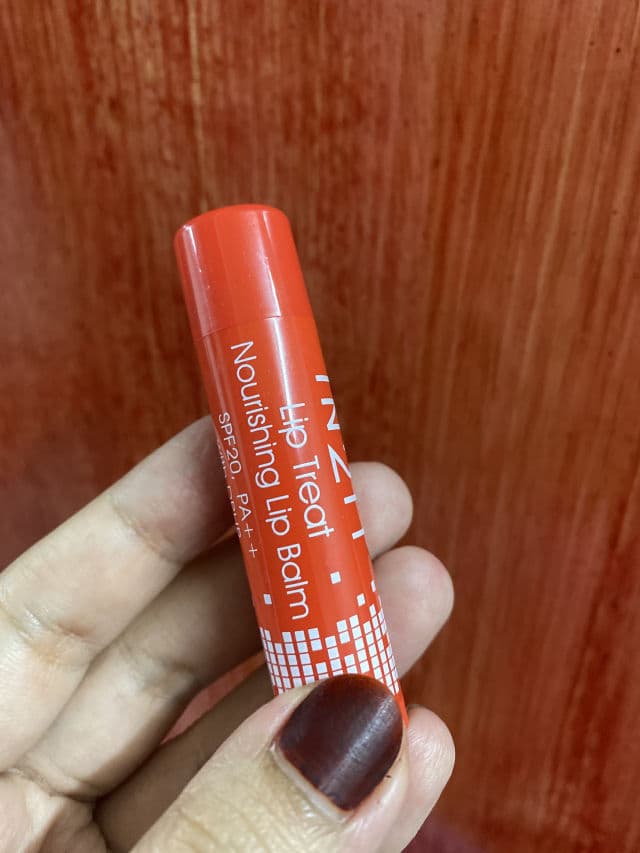 Lip Treat
Nourishing Lip Balm
SPF20, PA++